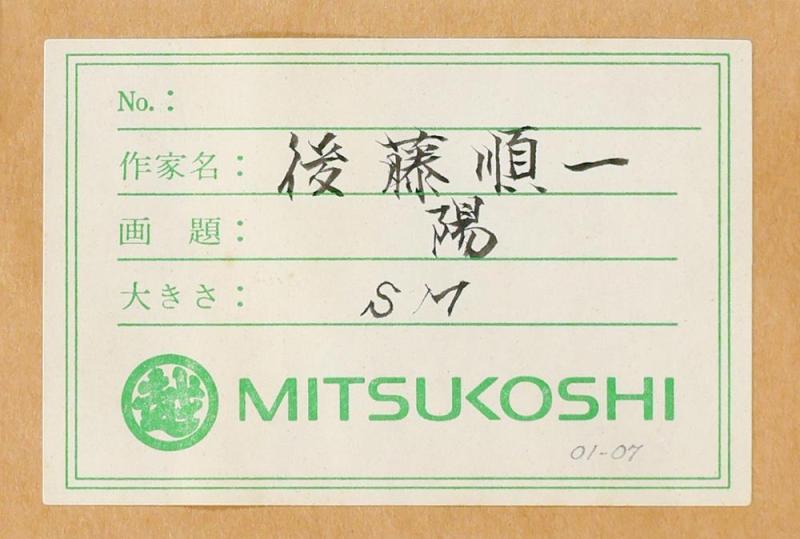 No.:
作家名: 後藤順一
画 題: 陽
大きさ: SM
越 MITSUKOSHI
01-07